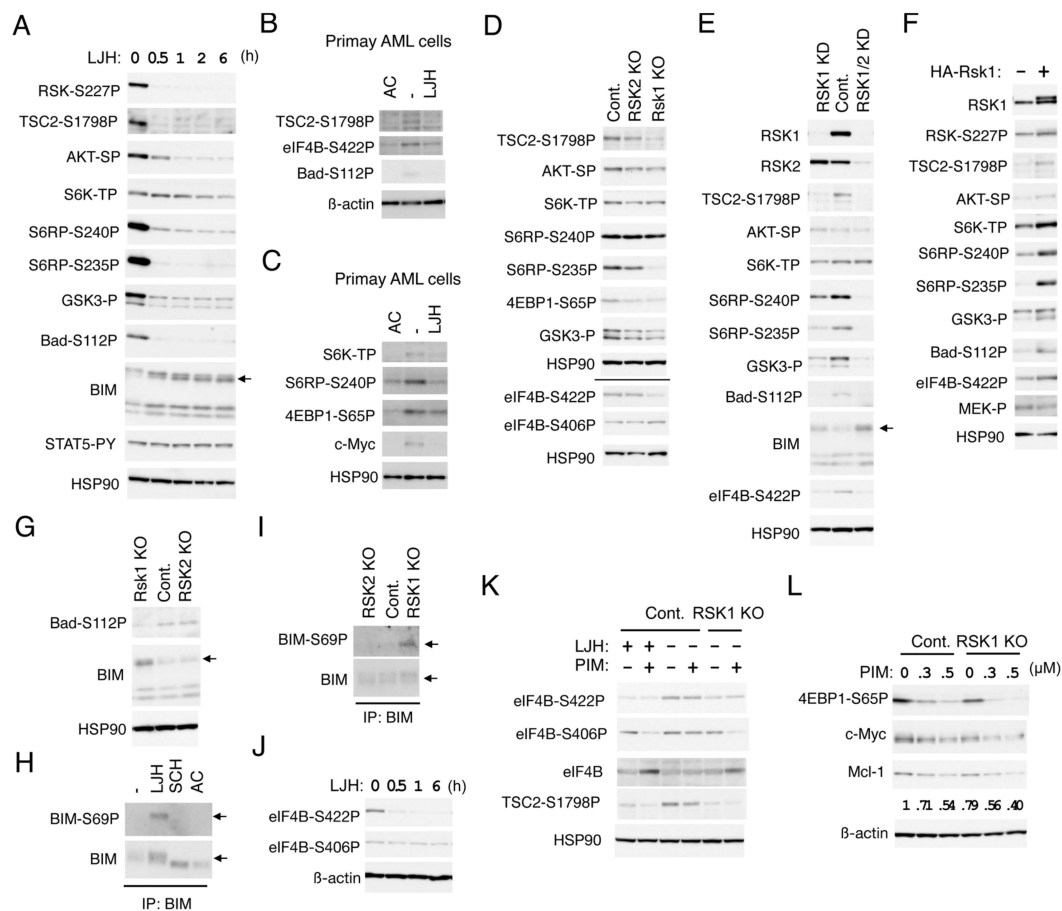 A
LJH: 0 0.5 1 2 6 (h)
RSK-S227P
TSC2-S1798P
AKT-SP
S6K-TP
S6RP-S240P
S6RP-S235P
GSK3-P
Bad-S112P
BIM
STAT5-PY
HSP90
B
Primay AML cells
AC - LJH
TSC2-S1798P
eIF4B-S422P
Bad-S112P
ß-actin
C
Primay AML cells
AC - LJH
S6K-TP
S6RP-S240P
4EBP1-S65P
c-Myc
HSP90
D
Cont. RSK2 KO Rsk1 KO
TSC2-S1798P
AKT-SP
S6K-TP
S6RP-S240P
S6RP-S235P
4EBP1-S65P
GSK3-P
HSP90
eIF4B-S422P
eIF4B-S406P
HSP90
E
RSK1 KD Cont. RSK1/2 KD
RSK1
RSK2
TSC2-S1798P
AKT-SP
S6K-TP
S6RP-S240P
S6RP-S235P
GSK3-P
Bad-S112P
BIM
eIF4B-S422P
HSP90
F
HA-Rsk1: - +
RSK1
RSK-S227P
TSC2-S1798P
AKT-SP
S6K-TP
S6RP-S240P
S6RP-S235P
GSK3-P
Bad-S112P
eIF4B-S422P
MEK-P
HSP90
G
Rsk1 KO Cont. RSK2 KO
Bad-S112P
BIM
HSP90
H
- LJH SCH AC
BIM-S69P
BIM
IP: BIM
I
RSK2 KO Cont. RSK1 KO
BIM-S69P
BIM
IP: BIM
J
LJH: 0 0.5 1 6 (h)
eIF4B-S422P
eIF4B-S406P
ß-actin
K
Cont. RSK1 KO
LJH: + + - - - -
PIM: - + - + - +
eIF4B-S422P
eIF4B-S406P
eIF4B
TSC2-S1798P
HSP90
L
Cont. RSK1 KO
PIM: 0 .3 .5 0 .3 .5 (µM)
4EBP1-S65P
c-Myc
Mcl-1
1 .71 .54 .79 .56 .40
ß-actin